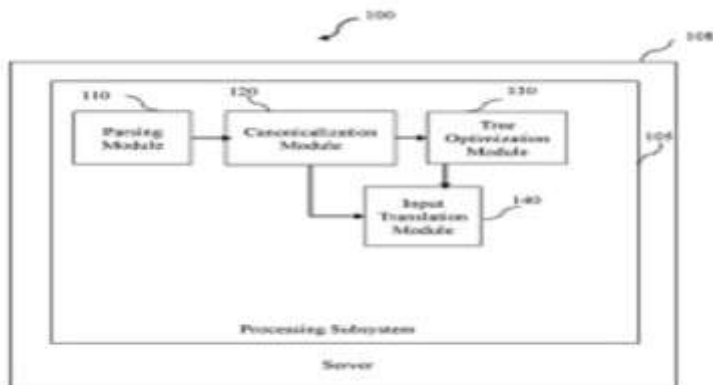 100
108
110
120
130
Parsing
Module
Canonicalization
Module
Tree
Optimization
Module
Input
Translation
Module
140
Processing Subsystem
Server